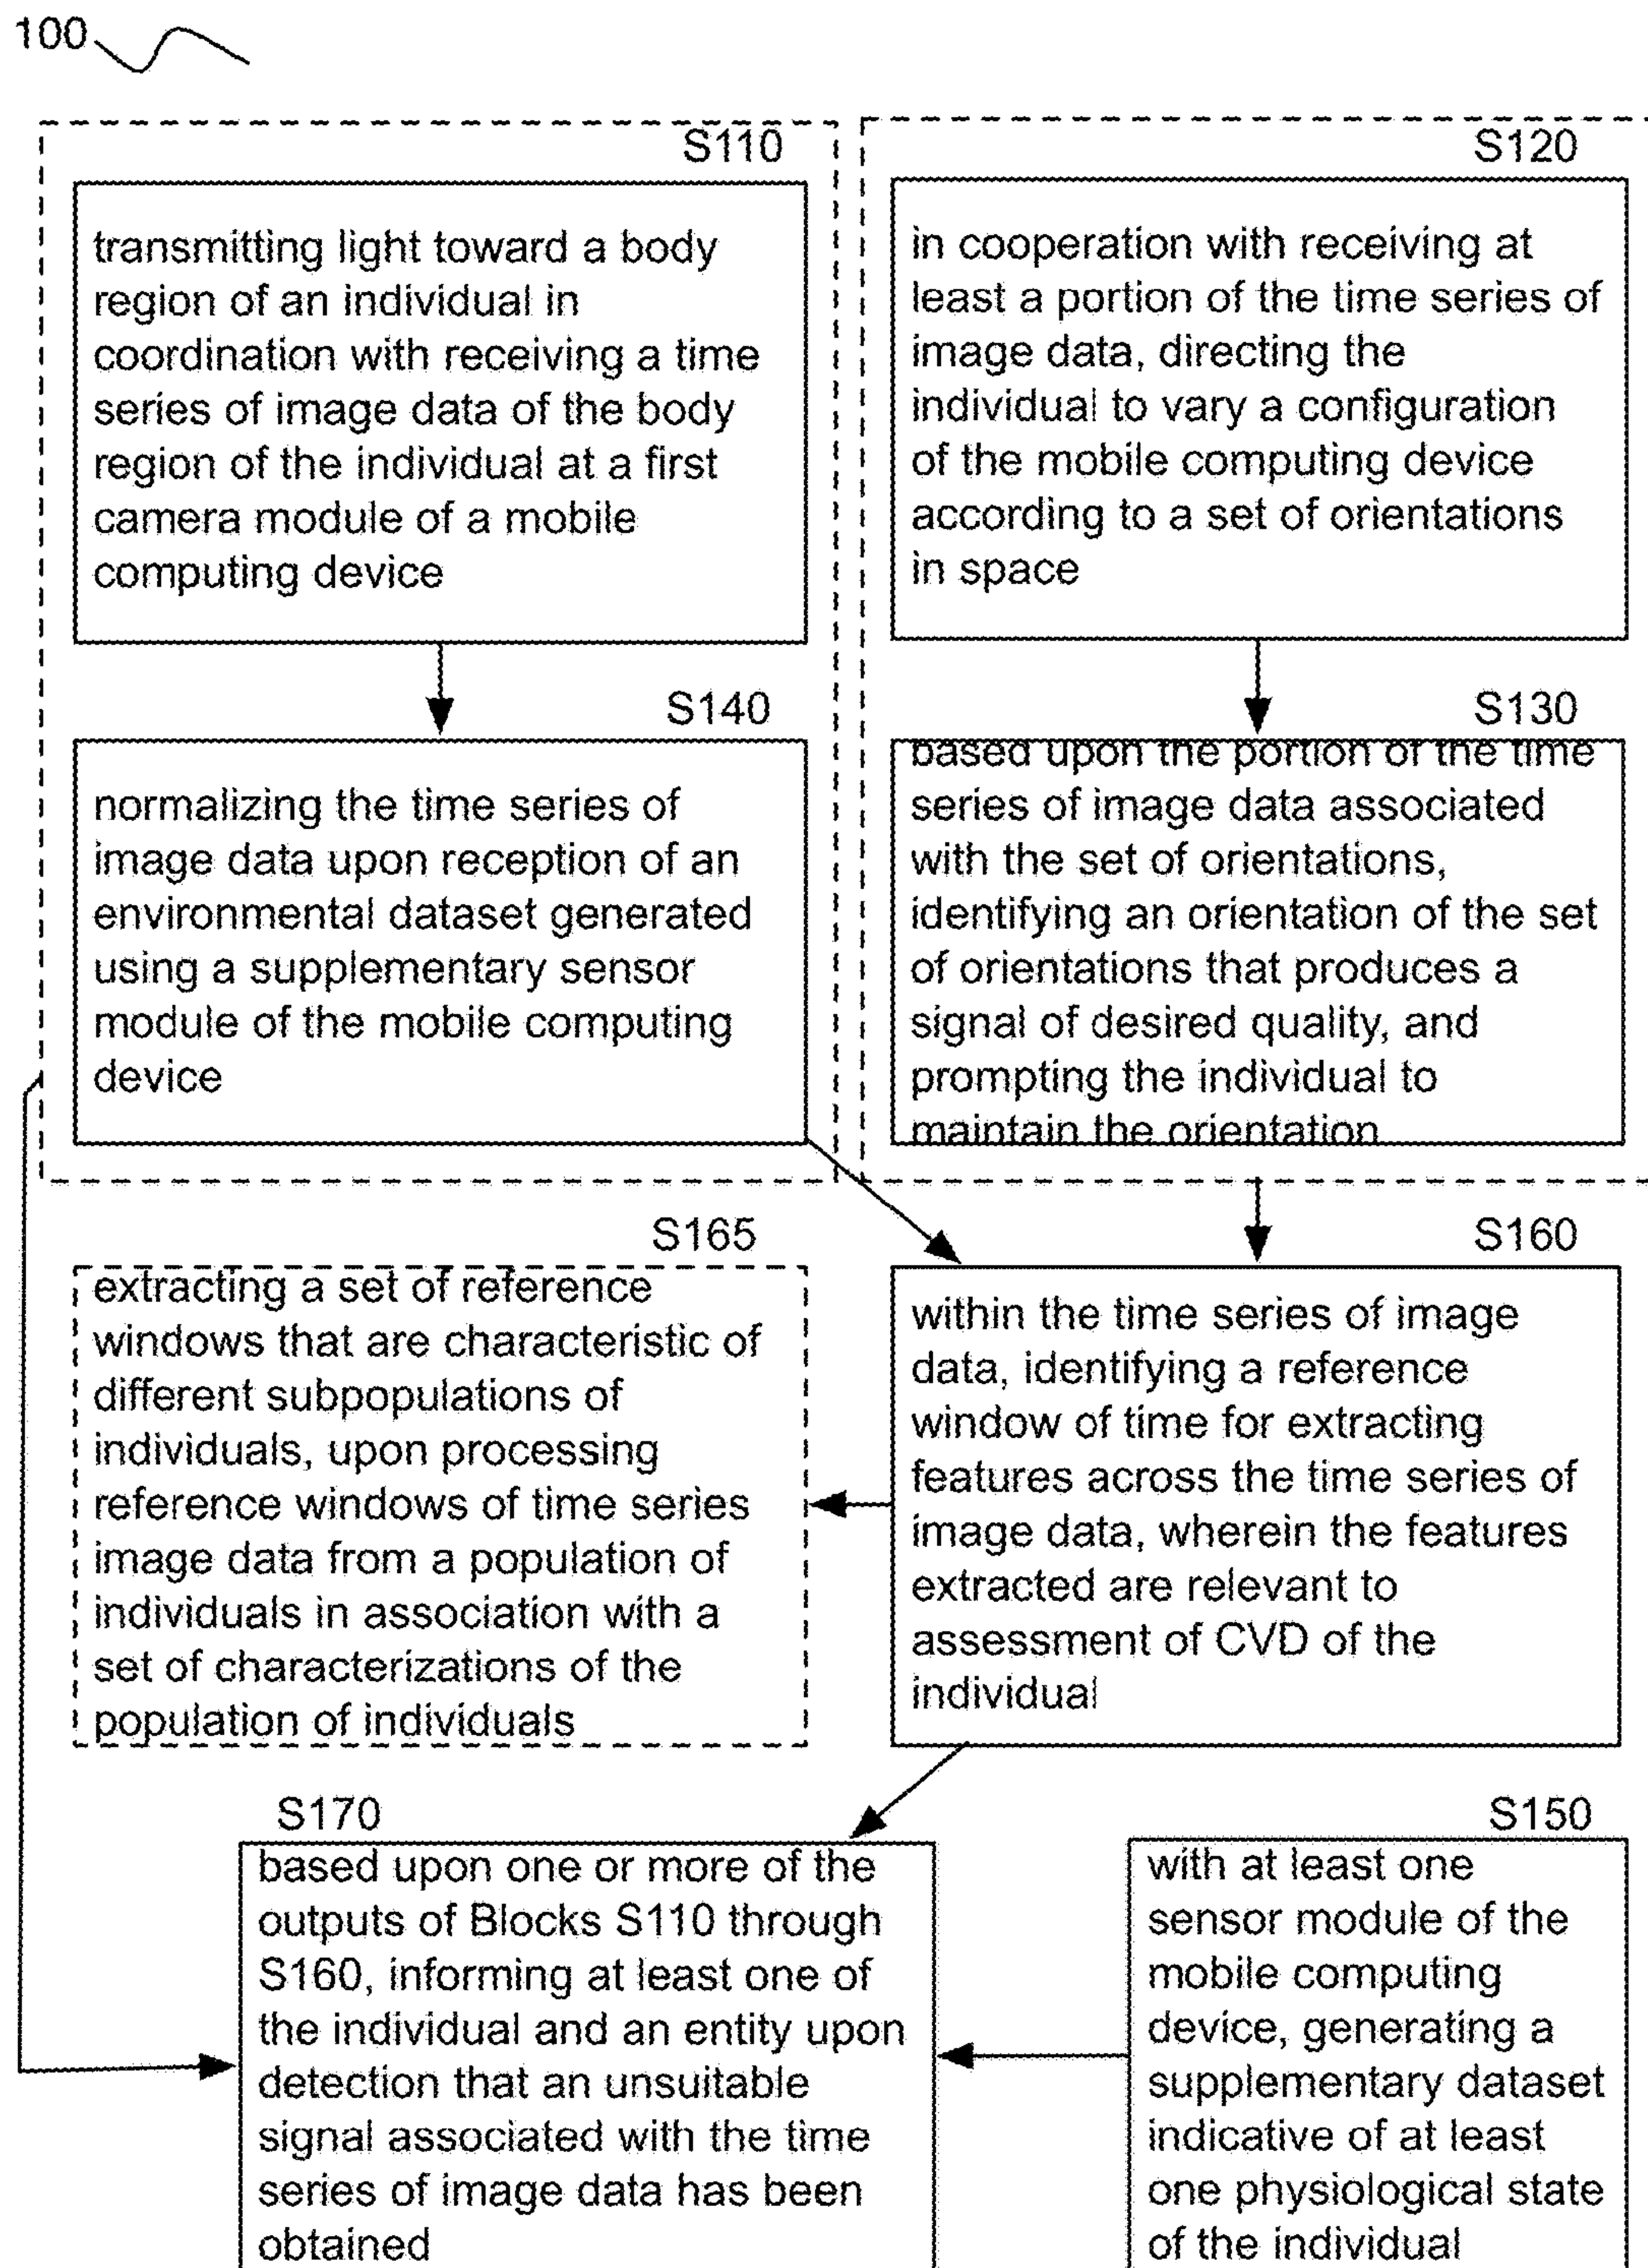 100
S110
transmitting light toward a body
region of an individual in
coordination with receiving a time
series of image data of the body
region of the individual at a first
camera module of a mobile
computing device
S120
in cooperation with receiving at
least a portion of the time series of
image data, directing the
individual to vary a configuration
of the mobile computing device
according to a set of orientations
in space
S140
normalizing the time series of
image data upon reception of an
environmental dataset generated
using a supplementary sensor
module of the mobile computing
device
S130
based upon the portion of the time
series of image data associated
with the set of orientations,
identifying an orientation of the set
of orientations that produces a
signal of desired quality, and
prompting the individual to
maintain the orientation
S165
extracting a set of reference
windows that are characteristic of
different subpopulations of
individuals, upon processing
reference windows of time series
image data from a population of
individuals in association with a
set of characterizations of the
population of individuals
S160
within the time series of image
data, identifying a reference
window of time for extracting
features across the time series of
image data, wherein the features
extracted are relevant to
assessment of CVD of the
individual
S170
based upon one or more of the
outputs of Blocks S110 through
S160, informing at least one of
the individual and an entity upon
detection that an unsuitable
signal associated with the time
series of image data has been
obtained
S150
with at least one
sensor module of the
mobile computing
device, generating a
supplementary dataset
indicative of at least
one physiological state
of the individual